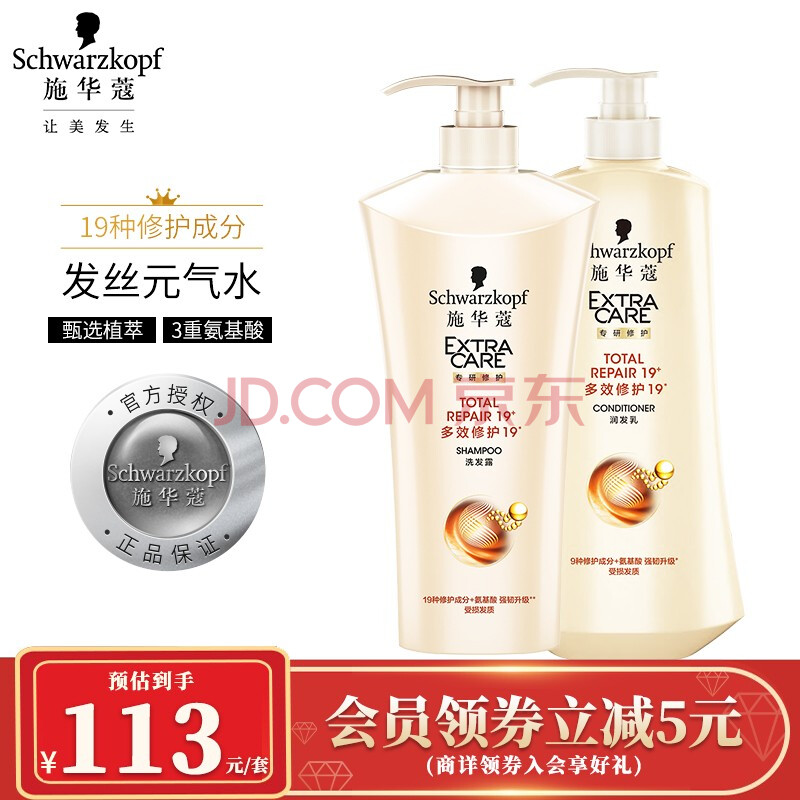 Schwarzkopf
施华蔻
让美发生
19种修护成分
发丝元气水
甄选植萃 3重氨基酸
官方授权
Schwarzkopf
施华蔻
正品保证
Schwarzkopf
施华蔻
EXTRA
CARE
专研修护
TOTAL
REPAIR 19+
多效修护19*
SHAMPOO
洗发露
19种修护成分+氨基酸 强韧升级**
受损发质
hwarzkopf
施华蔻
EXTRA
CARE
专研修护
TOTAL
REPAIR 19+
多效修护19*
CONDITIONER
润发乳
9种修护成分+氨基酸 强韧升级*
受损发质
JD.COM 京东
预估到手
¥113元/套
会员领券立减5元
(商详领券入会享好礼)